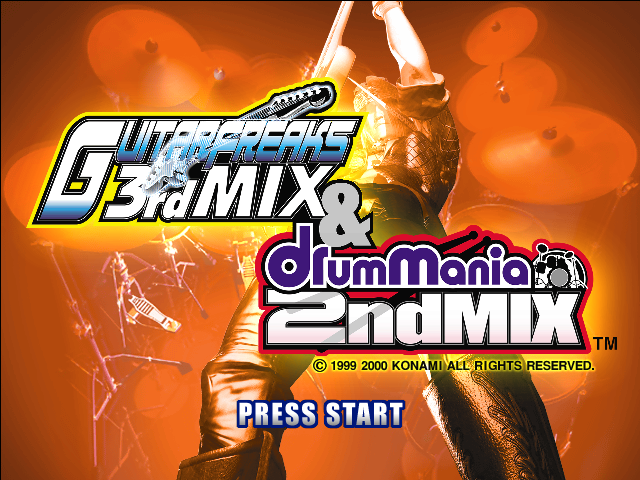 GUITARFREAKS
3rdMIX
&
drummania
2ndMIX
TM
© 1999 2000 KONAMI ALL RIGHTS RESERVED.
PRESS START